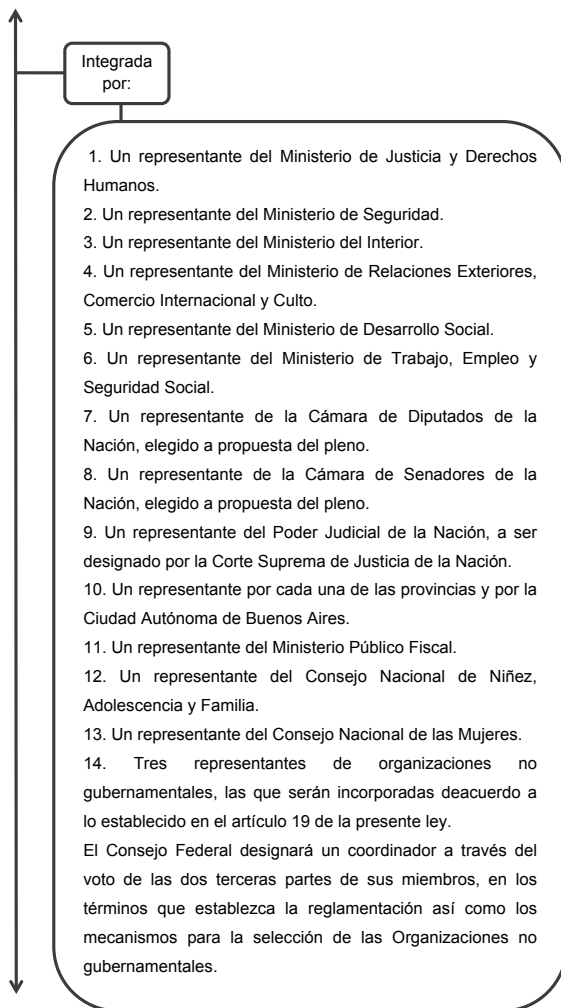 Integrada
por:
1. Un representante del Ministerio de Justicia y Derechos
Humanos.
2. Un representante del Ministerio de Seguridad.
3. Un representante del Ministerio del Interior.
4. Un representante del Ministerio de Relaciones Exteriores,
Comercio Internacional y Culto.
5. Un representante del Ministerio de Desarrollo Social.
6. Un representante del Ministerio de Trabajo, Empleo y
Seguridad Social.
7. Un representante de la Cámara de Diputados de la
Nación, elegido a propuesta del pleno.
8. Un representante de la Cámara de Senadores de la
Nación, elegido a propuesta del pleno.
9. Un representante del Poder Judicial de la Nación, a ser
designado por la Corte Suprema de Justicia de la Nación.
10. Un representante por cada una de las provincias y por la
Ciudad Autónoma de Buenos Aires.
11. Un representante del Ministerio Público Fiscal.
12. Un representante del Consejo Nacional de Niñez,
Adolescencia y Familia.
13. Un representante del Consejo Nacional de las Mujeres.
14. Tres representantes de organizaciones no
gubernamentales, las que serán incorporadas deacuerdo a
lo establecido en el artículo 19 de la presente ley.
El Consejo Federal designará un coordinador a través del
voto de las dos terceras partes de sus miembros, en los
términos que establezca la reglamentación así como los
mecanismos para la selección de las Organizaciones no
gubernamentales.